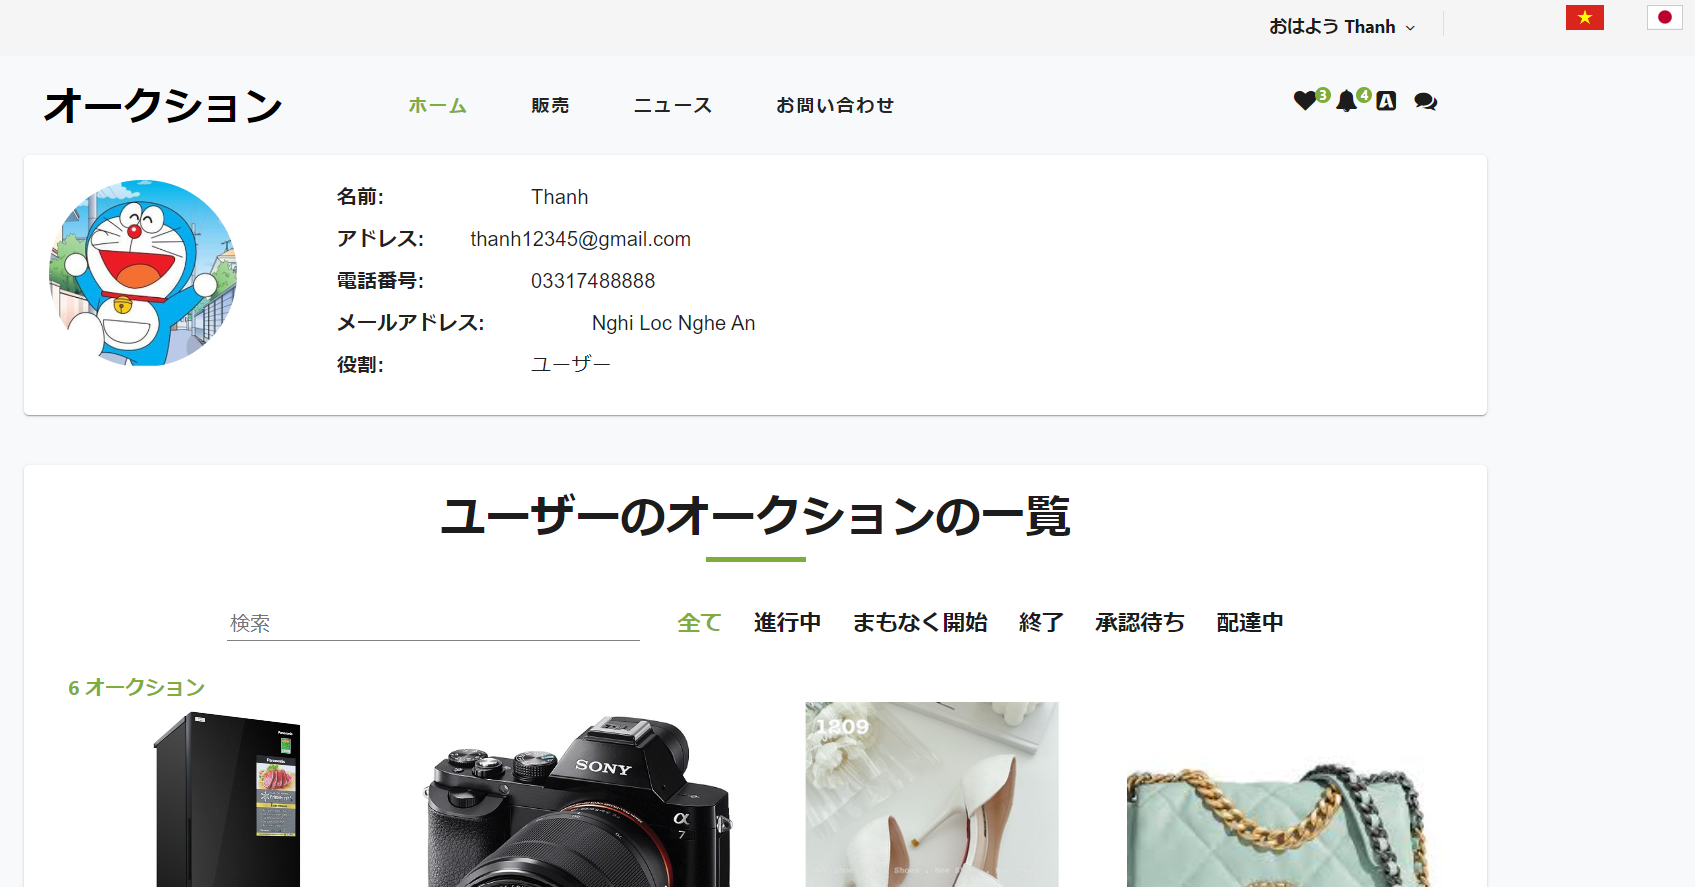 おはよう Thanh
オークション
ホーム 販売 ニュース お問い合わせ
3 4 A
名前: Thanh
アドレス: thanh12345@gmail.com
電話番号: 03317488888
メールアドレス: Nghi Loc Nghe An
役割: ユーザー
ユーザーのオークションの一覧
検索 全て 進行中 まもなく開始 終了 承認待ち 配達中
6 オークション
Panasonic
Panasonic
SONY
α
7
1809